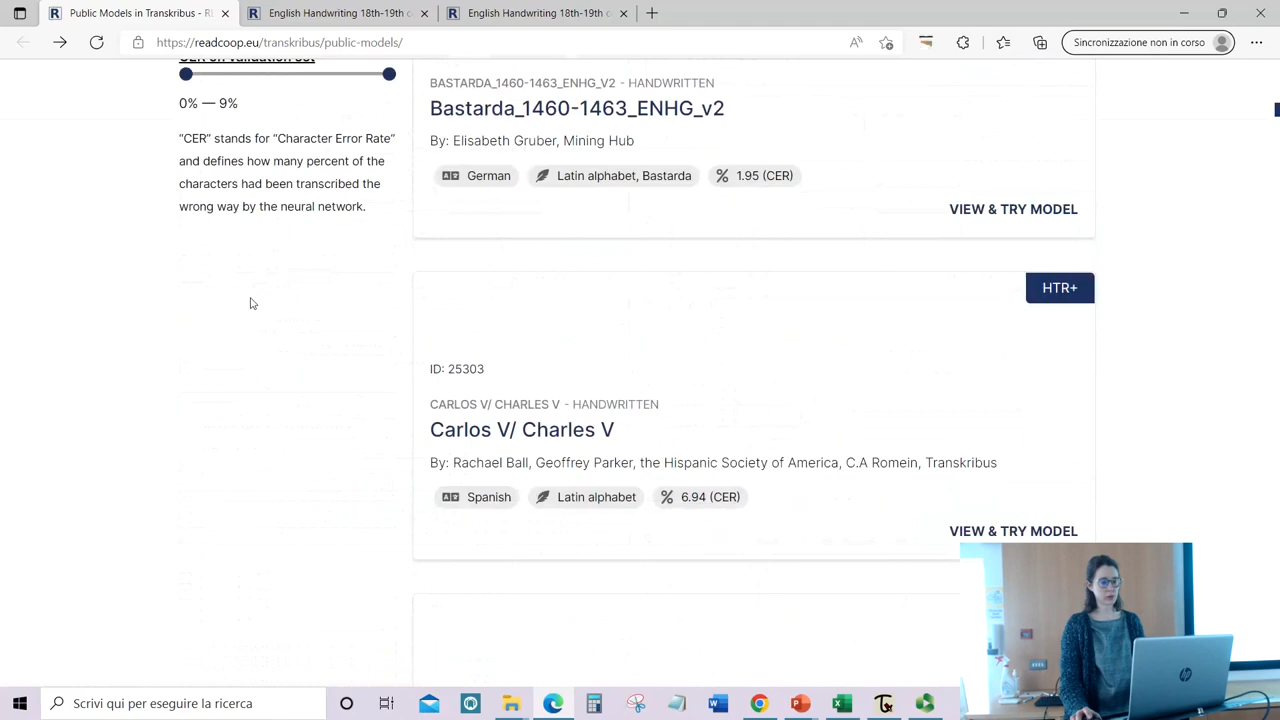 Public Models in Transkribus - RE
English Handwriting 18th-19th c
English Handwriting 18th-19th c
https://readcoop.eu/transkribus/public-models/
Sincronizzazione non in corso
CER on validation set
0% — 9%
“CER” stands for “Character Error Rate”
and defines how many percent of the
characters had been transcribed the
wrong way by the neural network.
BASTARDA_1460-1463_ENHG_V2 - HANDWRITTEN
Bastarda_1460-1463_ENHG_v2
By: Elisabeth Gruber, Mining Hub
German
Latin alphabet, Bastarda
1.95 (CER)
VIEW & TRY MODEL
HTR+
ID: 25303
CARLOS V/ CHARLES V - HANDWRITTEN
Carlos V/ Charles V
By: Rachael Ball, Geoffrey Parker, the Hispanic Society of America, C.A Romein, Transkribus
Spanish
Latin alphabet
6.94 (CER)
VIEW & TRY MODEL
Scrivi qui per eseguire la ricerca